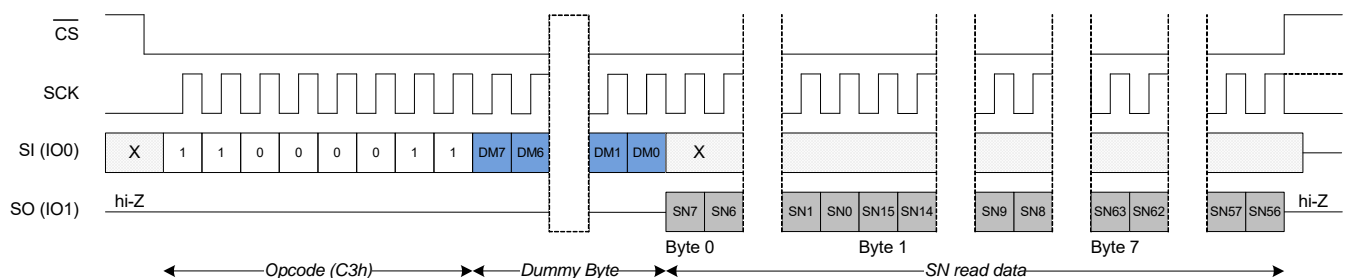 CS
SCK
SI (IO0) X 1 1 0 0 0 0 1 1 DM7 DM6 DM1 DM0 X
SO (IO1) hi-Z SN7 SN6 SN1 SN0 SN15 SN14 SN9 SN8 SN63 SN62 SN57 SN56 hi-Z
Byte 0 Byte 1 Byte 7
Opcode (C3h) Dummy Byte SN read data